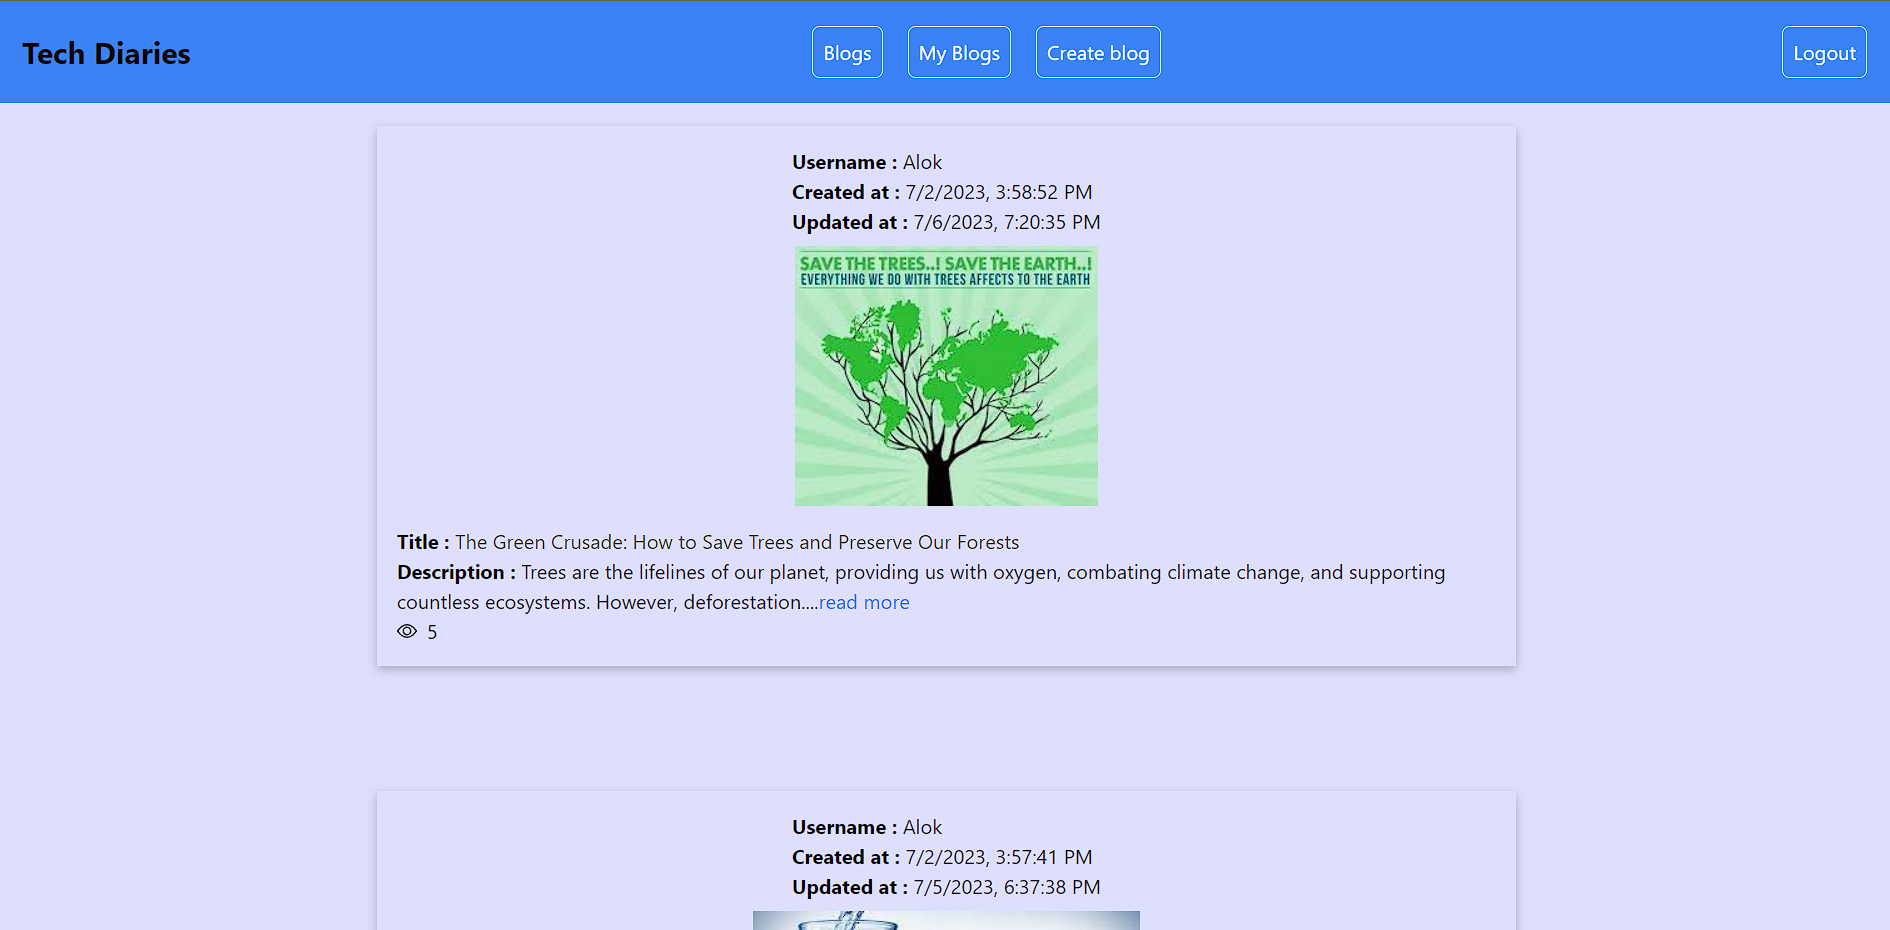 Tech Diaries
Blogs
My Blogs
Create blog
Logout
Username : Alok
Created at : 7/2/2023, 3:58:52 PM
Updated at : 7/6/2023, 7:20:35 PM
SAVE THE TREES..! SAVE THE EARTH..!
EVERYTHING WE DO WITH TREES AFFECTS TO THE EARTH
Title : The Green Crusade: How to Save Trees and Preserve Our Forests
Description : Trees are the lifelines of our planet, providing us with oxygen, combating climate change, and supporting
countless ecosystems. However, deforestation....read more
5
Username : Alok
Created at : 7/2/2023, 3:57:41 PM
Updated at : 7/5/2023, 6:37:38 PM